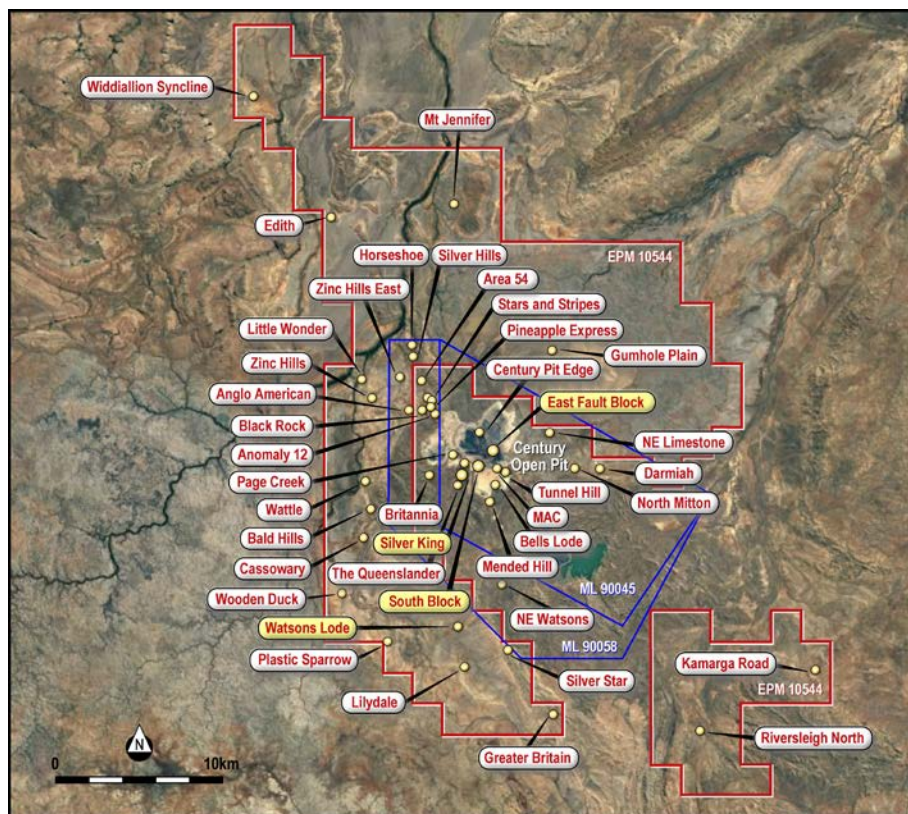 Widdiallion Syncline
Mt Jennifer
Edith
Horseshoe
Silver Hills
EPM 10544
Zinc Hills East
Area 54
Stars and Stripes
Little Wonder
Pineapple Express
Zinc Hills
Gumhole Plain
Century Pit Edge
Anglo American
East Fault Block
Black Rock
NE Limestone
Anomaly 12
Century
Open Pit
Page Creek
Darmiah
Tunnel Hill
North Mitton
Wattle
Britannia
MAC
Bald Hills
Silver King
Bells Lode
Cassowary
The Queenslander
Mended Hill
ML 90045
Wooden Duck
South Block
NE Watsons
Watsons Lode
ML 90058
Plastic Sparrow
Kamarga Road
Silver Star
EPM 10544
Lilydale
Riversleigh North
Greater Britain
N
0
10km